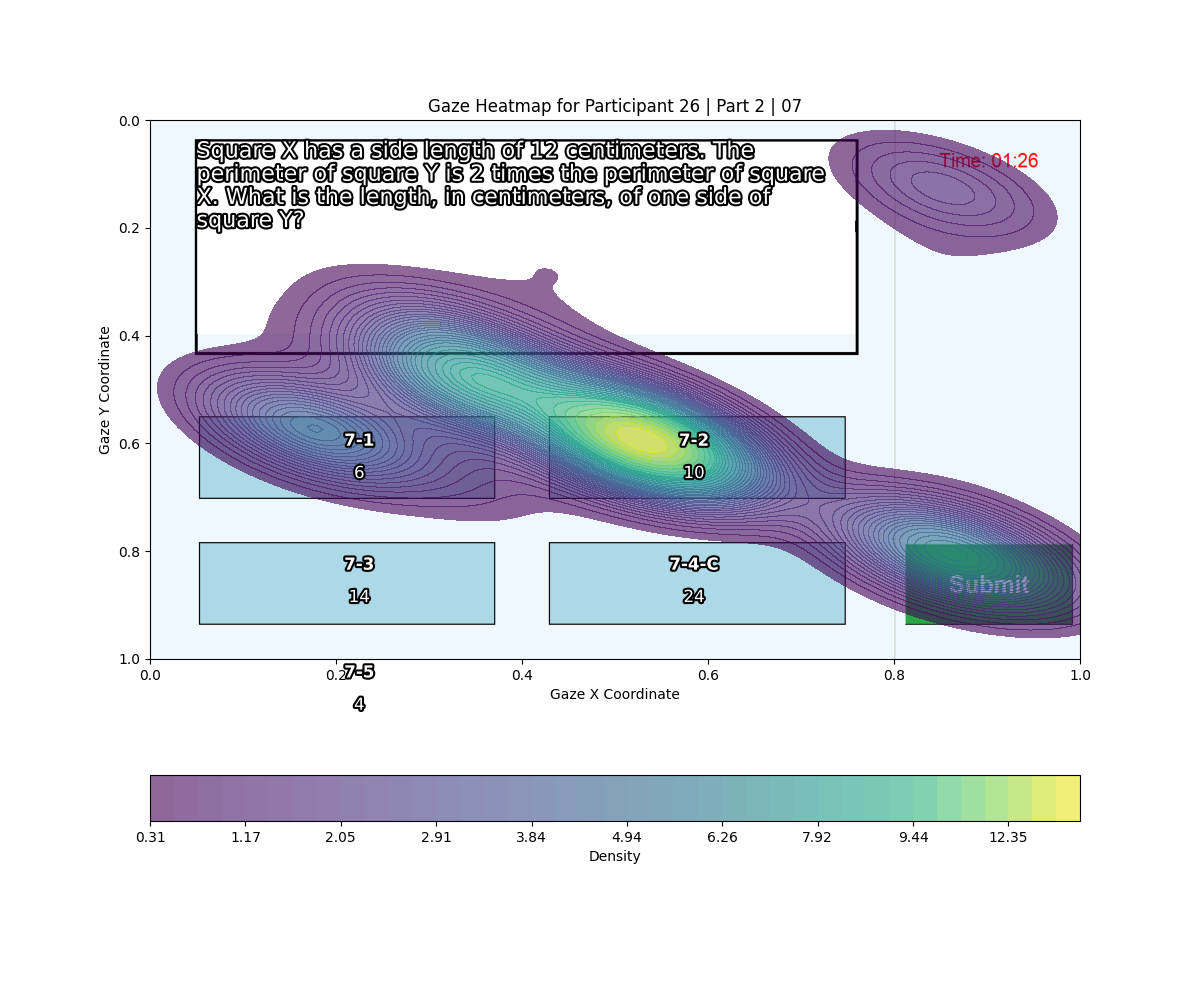 Gaze Heatmap for Participant 26 | Part 2 | 07
Square X has a side length of 12 centimeters. The
perimeter of square Y is 2 times the perimeter of square
X. What is the length, in centimeters, of one side of
square Y?
Time: 01:26
0.0
0.2
0.4
0.6
0.8
1.0
Gaze Y Coordinate
7-1
6
7-2
10
7-3
14
7-4-C
24
Submit
0.0 0.2 0.4 0.6 0.8 1.0
7-5
4
Gaze X Coordinate
0.31 1.17 2.05 2.91 3.84 4.94 6.26 7.92 9.44 12.35
Density